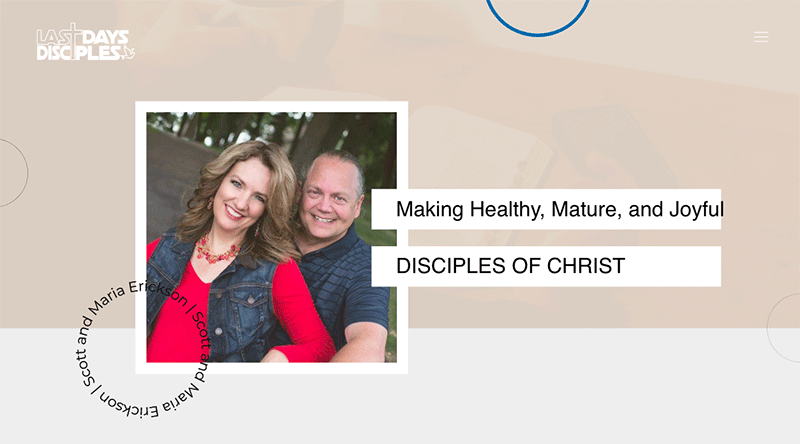 LAST DAYS
DISCIPLES
Making Healthy, Mature, and Joyful
DISCIPLES OF CHRIST
Scott and Maria Erickson | Scott and Maria Erickson |